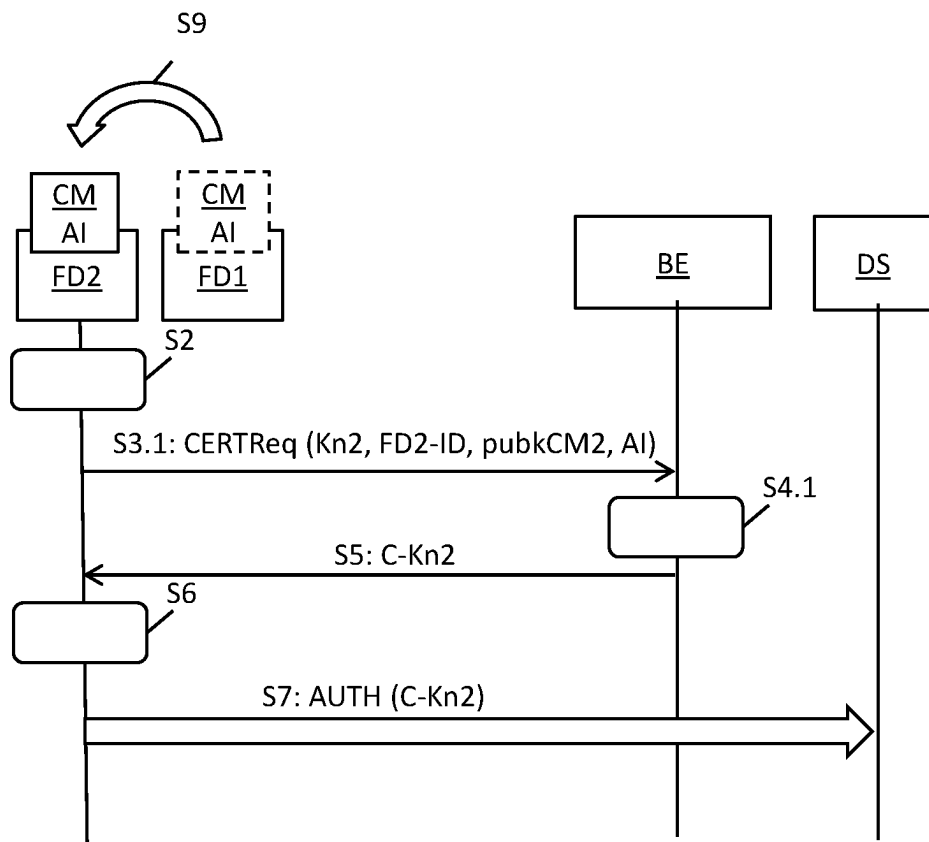 S9
CM
AI
FD2
CM
AI
FD1
BE
DS
S2
S3.1: CERTReq (Kn2, FD2-ID, pubkCM2, AI)
S4.1
S5: C-Kn2
S6
S7: AUTH (C-Kn2)